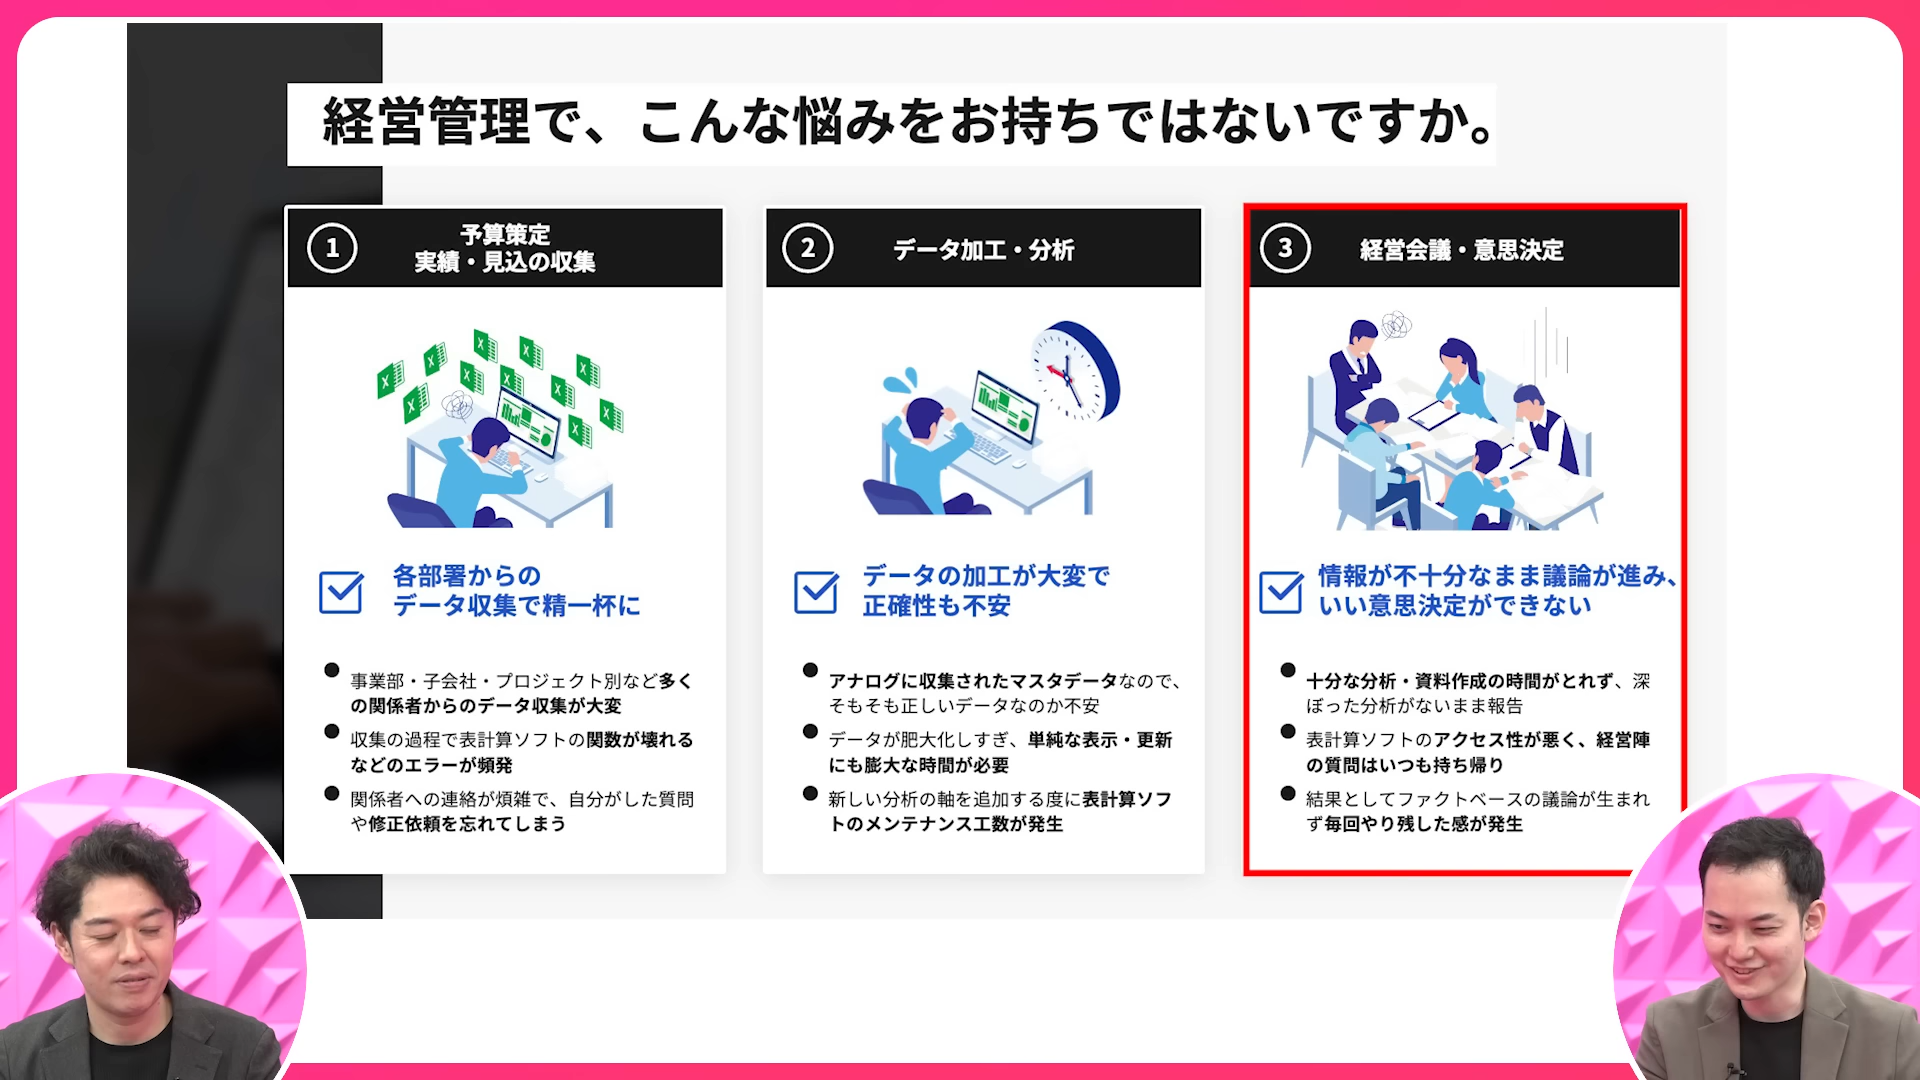 経営管理で、こんな悩みをお持ちではないですか。
1
予算策定
実績・見込の収集
各部署からの
データ収集で精一杯に
事業部・子会社・プロジェクト別など多く
の関係者からのデータ収集が大変
収集の過程で表計算ソフトの関数が壊れる
などのエラーが頻発
関係者への連絡が煩雑で、自分がした質問
や修正依頼を忘れてしまう
2
データ加工・分析
データの加工が大変で
正確性も不安
アナログに収集されたマスタデータなので、
そもそも正しいデータなのか不安
データが肥大化しすぎ、単純な表示・更新
にも膨大な時間が必要
新しい分析の軸を追加する度に表計算ソフ
トのメンテナンス工数が発生
3
経営会議・意思決定
情報が不十分なまま議論が進み、
いい意思決定ができない
十分な分析・資料作成の時間がとれず、深
ぼった分析がないまま報告
表計算ソフトのアクセス性が悪く、経営陣
の質問はいつも持ち帰り
結果としてファクトベースの議論が生まれ
ず毎回やり残した感が発生